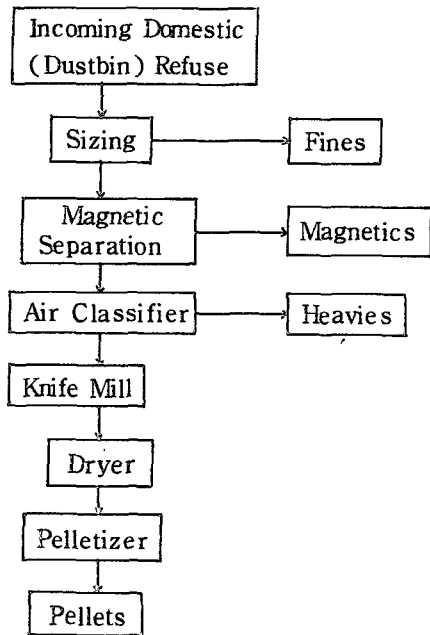 Incoming Domestic
(Dustbin) Refuse
Sizing
Fines
Magnetic
Separation
Magnetics
Air Classifier
Heavies
Knife Mill
Dryer
Pelletizer
Pellets